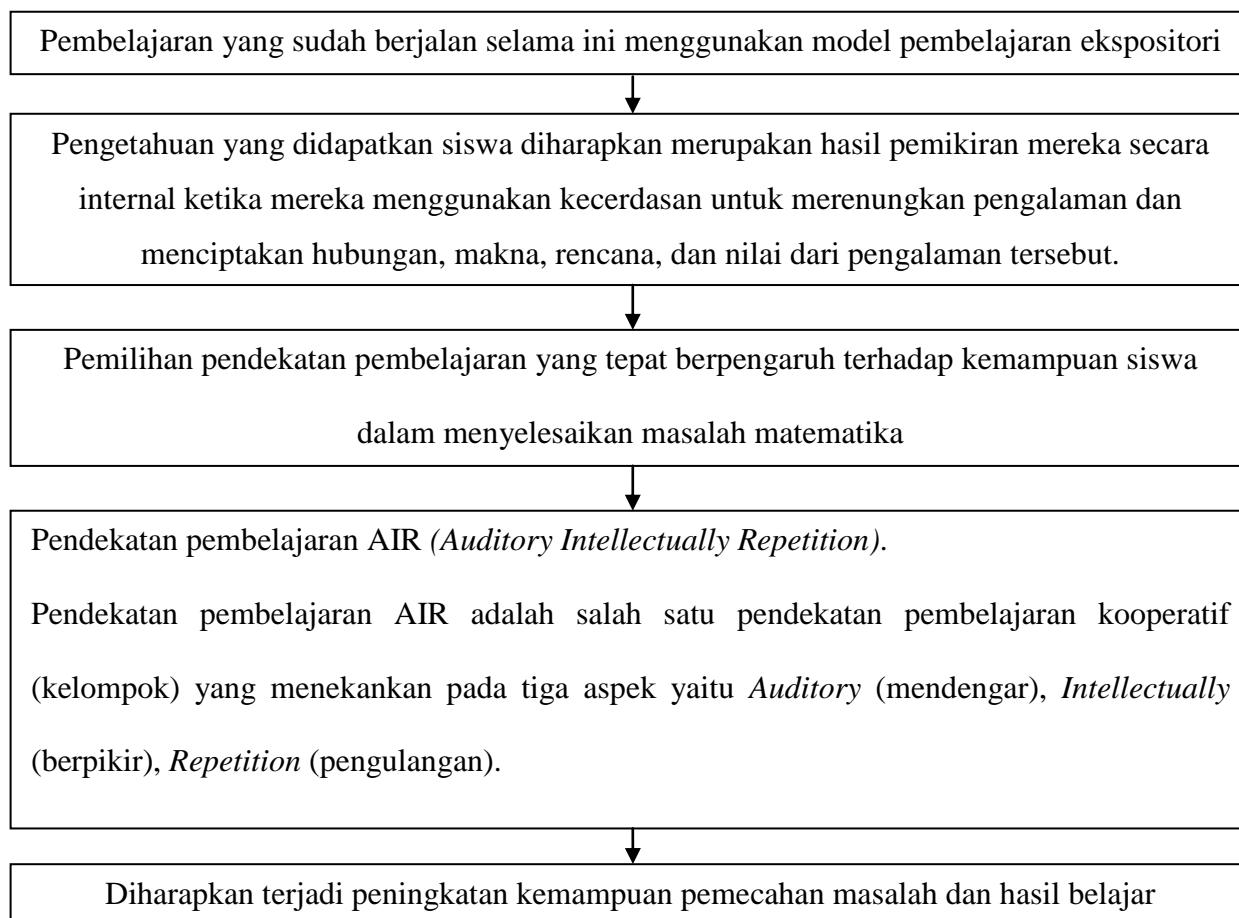 Pembelajaran yang sudah berjalan selama ini menggunakan model pembelajaran ekspositori
Pengetahuan yang didapatkan siswa diharapkan merupakan hasil pemikiran mereka secara
internal ketika mereka menggunakan kecerdasan untuk merenungkan pengalaman dan
menciptakan hubungan, makna, rencana, dan nilai dari pengalaman tersebut.
Pemilihan pendekatan pembelajaran yang tepat berpengaruh terhadap kemampuan siswa
dalam menyelesaikan masalah matematika
Pendekatan pembelajaran AIR (Auditory Intellectually Repetition).
Pendekatan pembelajaran AIR adalah salah satu pendekatan pembelajaran kooperatif
(kelompok) yang menekankan pada tiga aspek yaitu Auditory (mendengar), Intellectually
(berpikir), Repetition (pengulangan).
Diharapkan terjadi peningkatan kemampuan pemecahan masalah dan hasil belajar